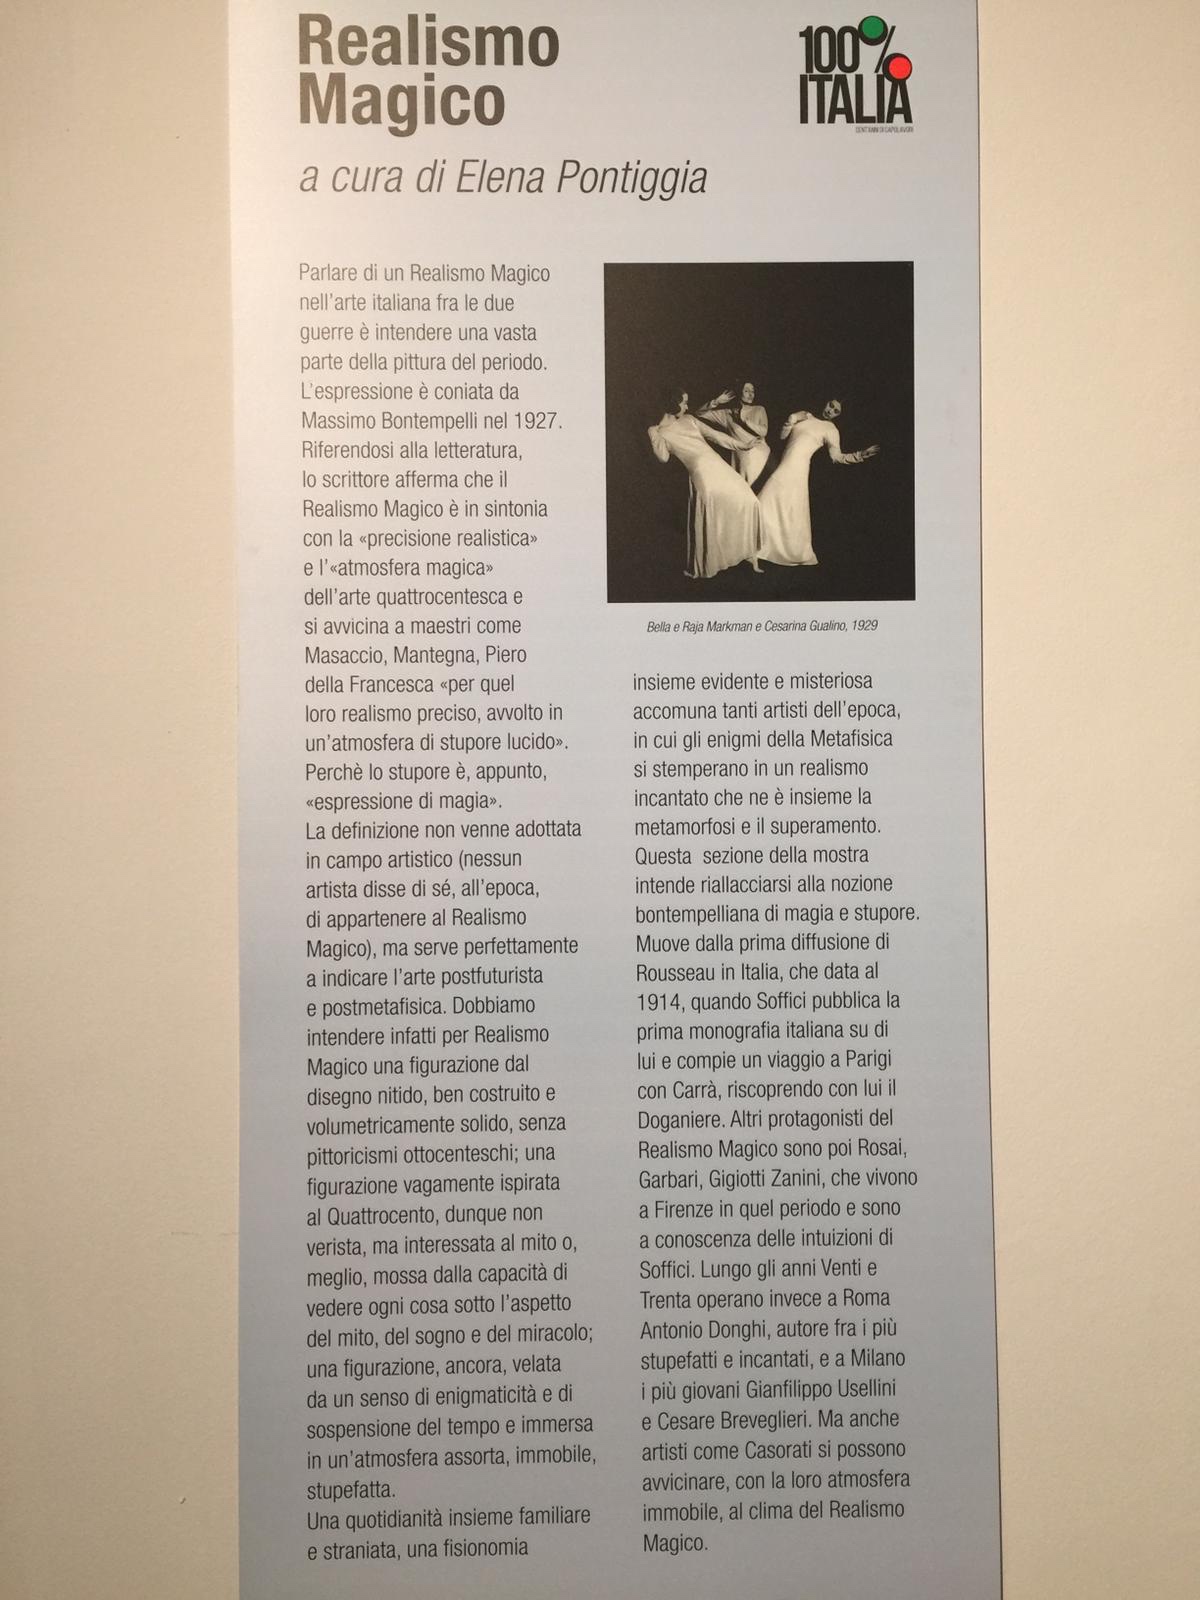 Realismo
Magico
100%
ITALIA
CENT'ANNI DI CAPOLAVORI
a cura di Elena Pontiggia
Parlare di un Realismo Magico
nell'arte italiana fra le due
guerre è intendere una vasta
parte della pittura del periodo.
L'espressione è coniata da
Massimo Bontempelli nel 1927.
Riferendosi alla letteratura,
lo scrittore afferma che il
Realismo Magico è in sintonia
con la «precisione realistica»
e l'«atmosfera magica»
dell'arte quattrocentesca e
si avvicina a maestri come
Masaccio, Mantegna, Piero
della Francesca «per quel
loro realismo preciso, avvolto in
un'atmosfera di stupore lucido».
Perchè lo stupore è, appunto,
«espressione di magia».
La definizione non venne adottata
in campo artistico (nessun
artista disse di sé, all'epoca,
di appartenere al Realismo
Magico), ma serve perfettamente
a indicare l'arte postfuturista
e postmetafisica. Dobbiamo
intendere infatti per Realismo
Magico una figurazione dal
disegno nitido, ben costruito e
volumetricamente solido, senza
pittoricismi ottocenteschi; una
figurazione vagamente ispirata
al Quattrocento, dunque non
verista, ma interessata al mito o,
meglio, mossa dalla capacità di
vedere ogni cosa sotto l'aspetto
del mito, del sogno e del miracolo;
una figurazione, ancora, velata
da un senso di enigmaticità e di
sospensione del tempo e immersa
in un'atmosfera assorta, immobile,
stupefatta.
Una quotidianità insieme familiare
e straniata, una fisionomia
Bella e Raja Markman e Cesarina Gualino, 1929
insieme evidente e misteriosa
accomuna tanti artisti dell'epoca,
in cui gli enigmi della Metafisica
si stemperano in un realismo
incantato che ne è insieme la
metamorfosi e il superamento.
Questa sezione della mostra
intende riallacciarsi alla nozione
bontempelliana di magia e stupore.
Muove dalla prima diffusione di
Rousseau in Italia, che data al
1914, quando Soffici pubblica la
prima monografia italiana su di
lui e compie un viaggio a Parigi
con Carrà, riscoprendo con lui il
Doganiere. Altri protagonisti del
Realismo Magico sono poi Rosai,
Garbari, Gigiotti Zanini, che vivono
a Firenze in quel periodo e sono
a conoscenza delle intuizioni di
Soffici. Lungo gli anni Venti e
Trenta operano invece a Roma
Antonio Donghi, autore fra i più
stupefatti e incantati, e a Milano
i più giovani Gianfilippo Usellini
e Cesare Breveglieri. Ma anche
artisti come Casorati si possono
avvicinare, con la loro atmosfera
immobile, al clima del Realismo
Magico.